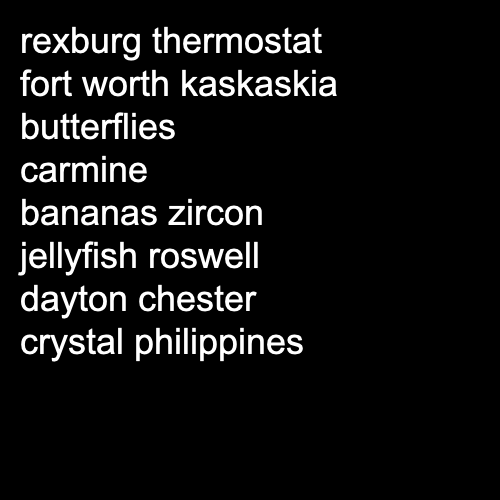 rexburg thermostat
fort worth kaskaskia
butterflies
carmine
bananas zircon
jellyfish roswell
dayton chester
crystal philippines